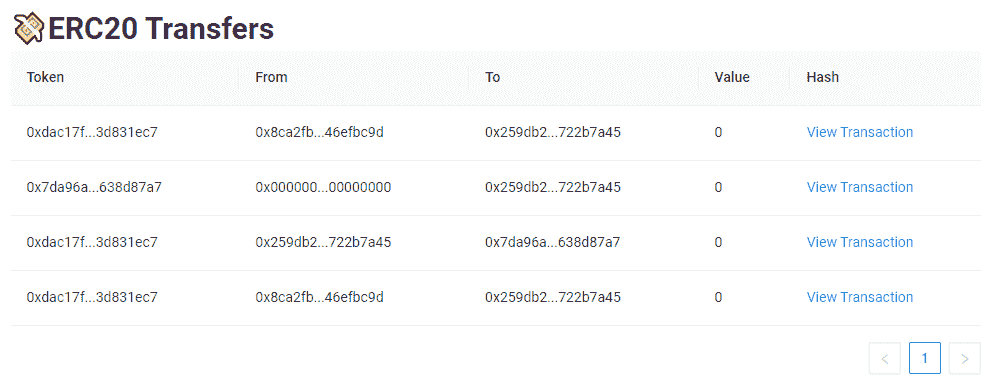 ERC20 Transfers
Token From To Value Hash
0xdac17f...3d831ec7 0x8ca2fb...46efbc9d 0x259db2...722b7a45 0 View Transaction
0x7da96a...638d87a7 0x000000...00000000 0x259db2...722b7a45 0 View Transaction
0xdac17f...3d831ec7 0x259db2...722b7a45 0x7da96a...638d87a7 0 View Transaction
0xdac17f...3d831ec7 0x8ca2fb...46efbc9d 0x259db2...722b7a45 0 View Transaction
< 1 >